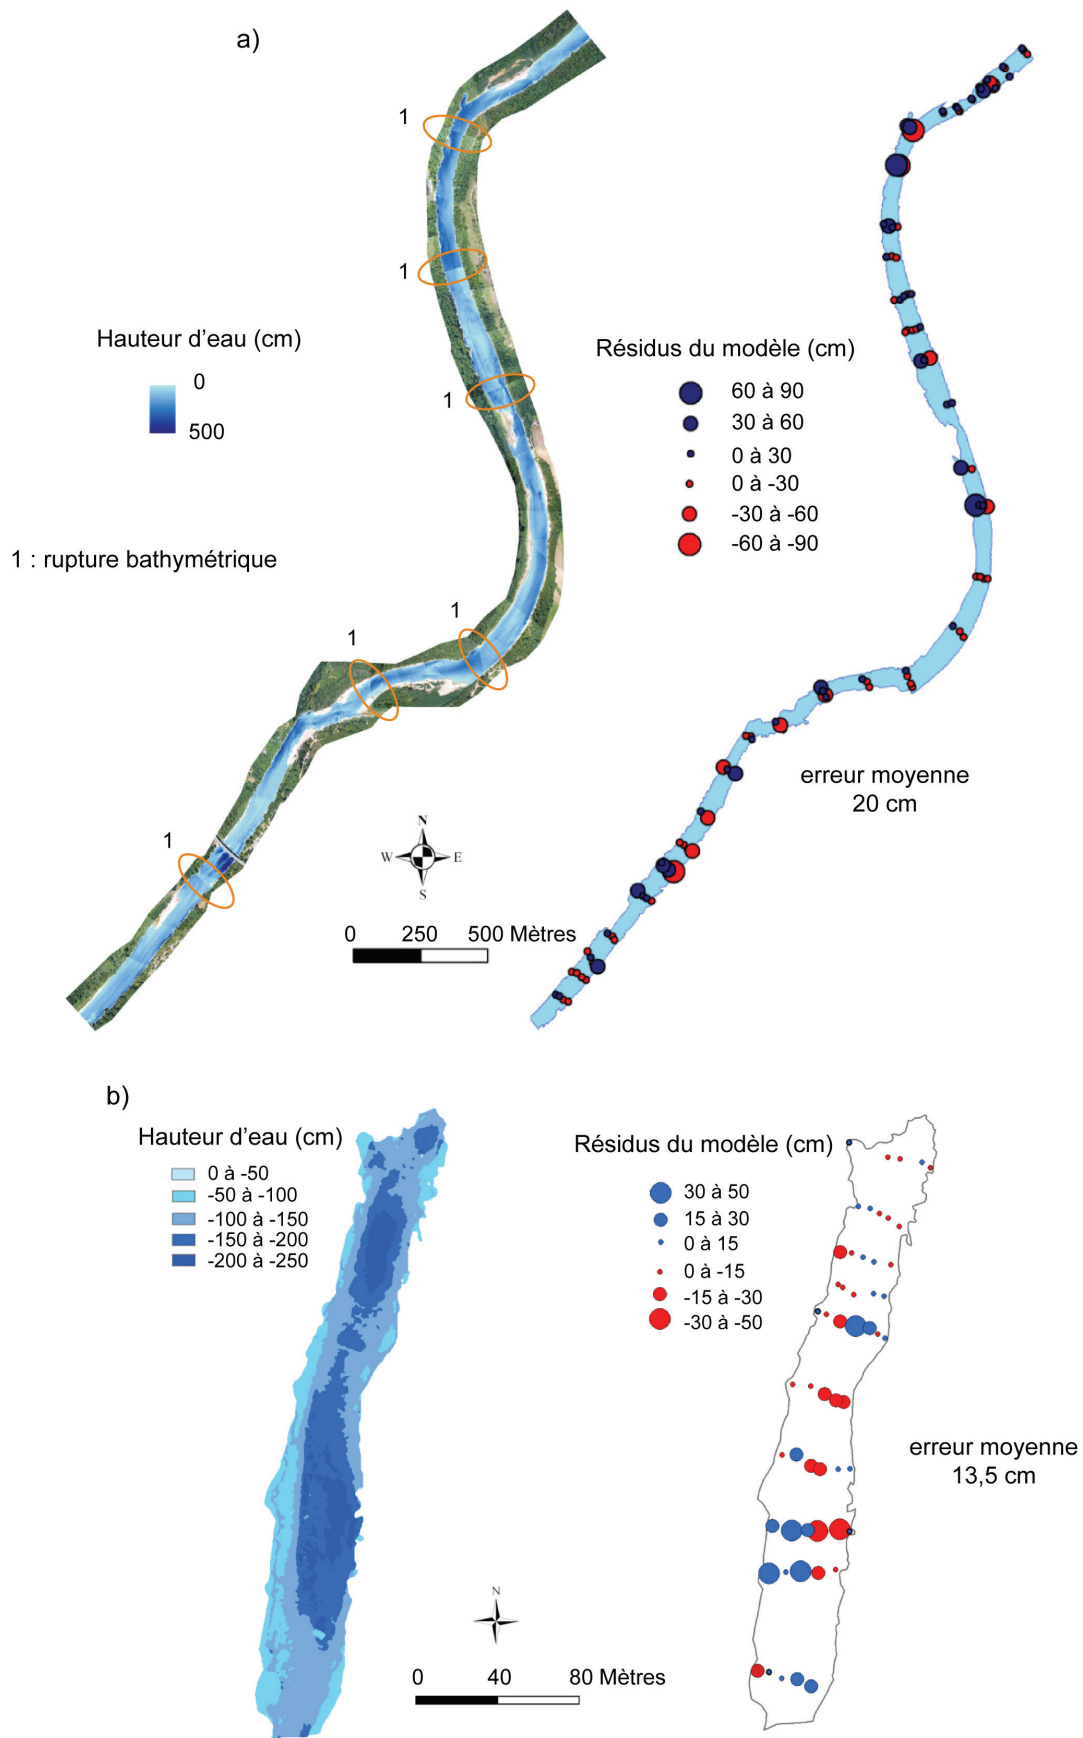 a)
1
1
Hauteur d'eau (cm)
0
500
1
1 : rupture bathymétrique
1
1
1
N
W E
S
0 250 500 Mètres
Résidus du modèle (cm)
60 à 90
30 à 60
0 à 30
0 à -30
-30 à -60
-60 à -90
erreur moyenne
20 cm
b)
Hauteur d'eau (cm)
0 à -50
-50 à -100
-100 à -150
-150 à -200
-200 à -250
N
0 40 80 Mètres
Résidus du modèle (cm)
30 à 50
15 à 30
0 à 15
0 à -15
-15 à -30
-30 à -50
erreur moyenne
13,5 cm